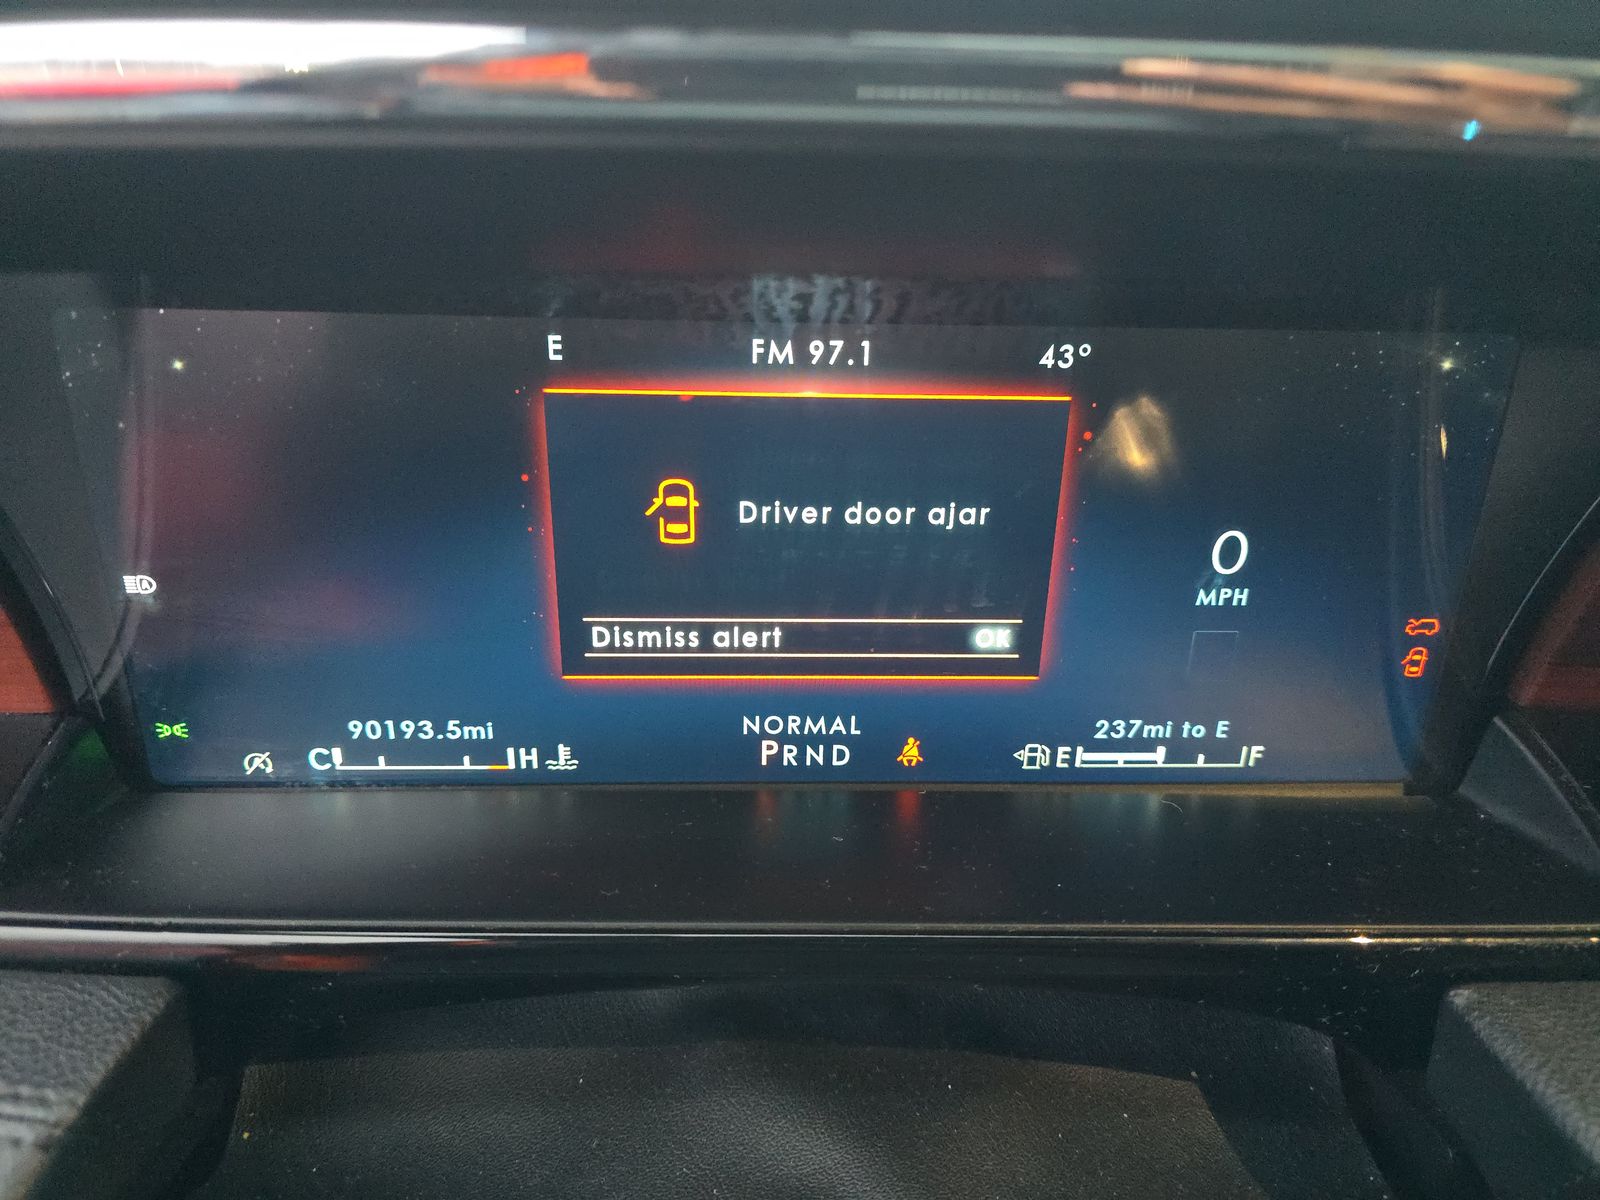 E FM 97.1 43°
Driver door ajar
0
MPH
Dismiss alert OK
A
90193.5mi NORMAL 237mi to E
C H PRND E F